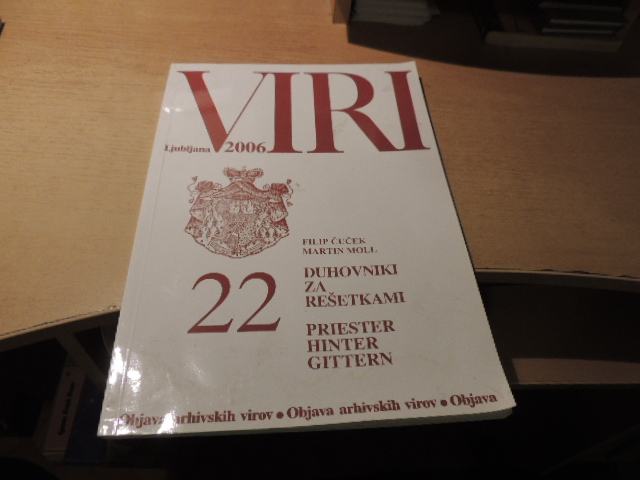 VIRI
Ljubljana 2006
FILIP ČUČEK
MARTIN MOLL
22
DUHOVNIKI
ZA
REŠETKAMI
PRIESTER
HINTER
GITTERN
Objava arhivskih virov • Objava arhivskih virov • Objava